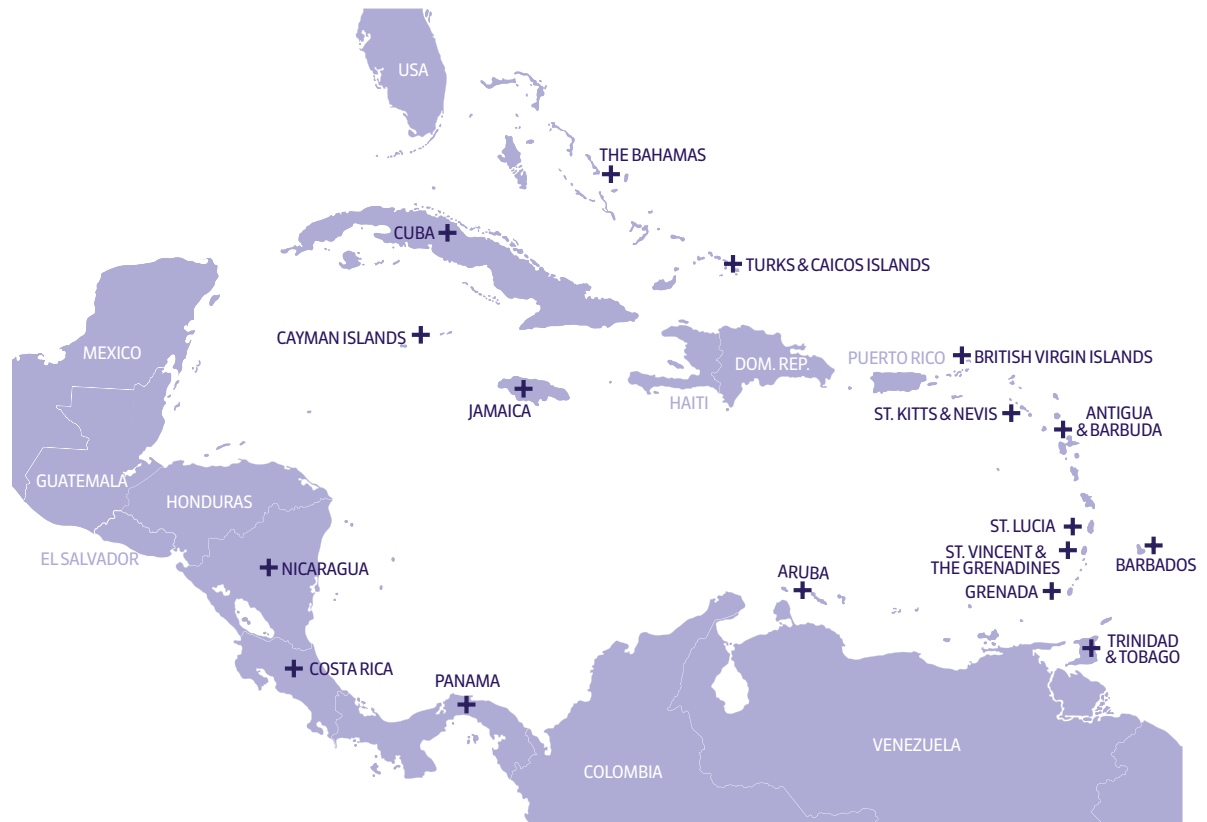 USA
THE BAHAMAS
CUBA
TURKS & CAICOS ISLANDS
CAYMAN ISLANDS
MEXICO
DOM. REP.
PUERTO RICO
BRITISH VIRGIN ISLANDS
HAITI
JAMAICA
ST. KITTS & NEVIS
ANTIGUA
& BARBUDA
GUATEMALA
HONDURAS
ST. LUCIA
EL SALVADOR
NICARAGUA
ST. VINCENT &
THE GRENADINES
BARBADOS
ARUBA
GRENADA
TRINIDAD
& TOBAGO
COSTA RICA
PANAMA
VENEZUELA
COLOMBIA